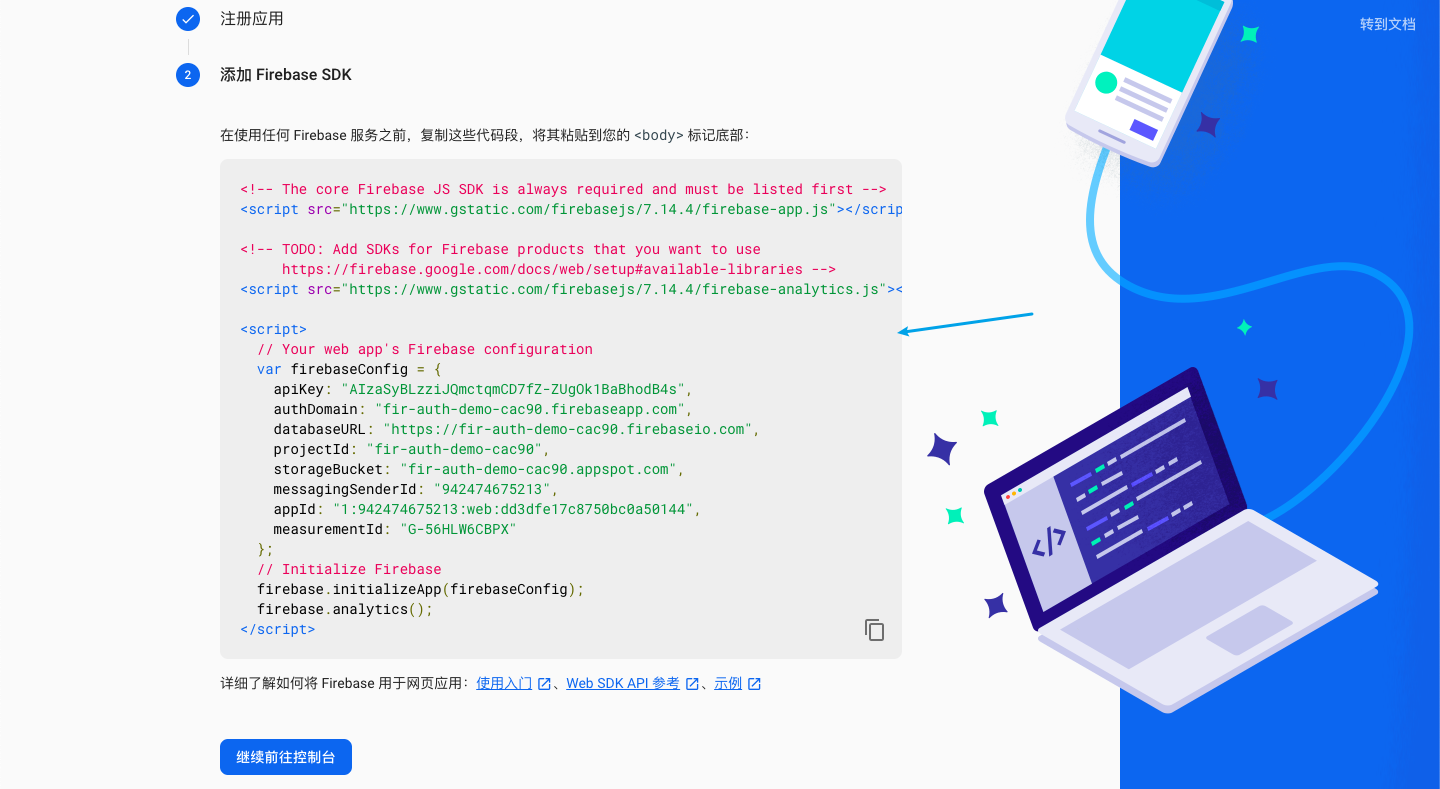 注册应用
转到文档
2
添加 Firebase SDK
在使用任何 Firebase 服务之前，复制这些代码段，将其粘贴到您的 <body> 标记底部：
<!-- The core Firebase JS SDK is always required and must be listed first -->
<script src="https://www.gstatic.com/firebasejs/7.14.4/firebase-app.js"></scrip
<!-- TODO: Add SDKs for Firebase products that you want to use
https://firebase.google.com/docs/web/setup#available-libraries -->
<script src="https://www.gstatic.com/firebasejs/7.14.4/firebase-analytics.js"><
<script>
// Your web app's Firebase configuration
var firebaseConfig = {
apiKey: "AIzaSyBLzziJQmctqmCD7fZ-ZUgOk1BaBhodB4s",
authDomain: "fir-auth-demo-cac90.firebaseapp.com",
databaseURL: "https://fir-auth-demo-cac90.firebaseio.com",
projectId: "fir-auth-demo-cac90",
storageBucket: "fir-auth-demo-cac90.appspot.com",
messagingSenderId: "942474675213",
appId: "1:942474675213:web:dd3dfe17c8750bc0a50144",
measurementId: "G-56HLW6CBPX"
};
// Initialize Firebase
firebase.initializeApp(firebaseConfig);
firebase.analytics();
</script>
详细了解如何将 Firebase 用于网页应用：使用入门、Web SDK API 参考、示例
继续前往控制台
</>